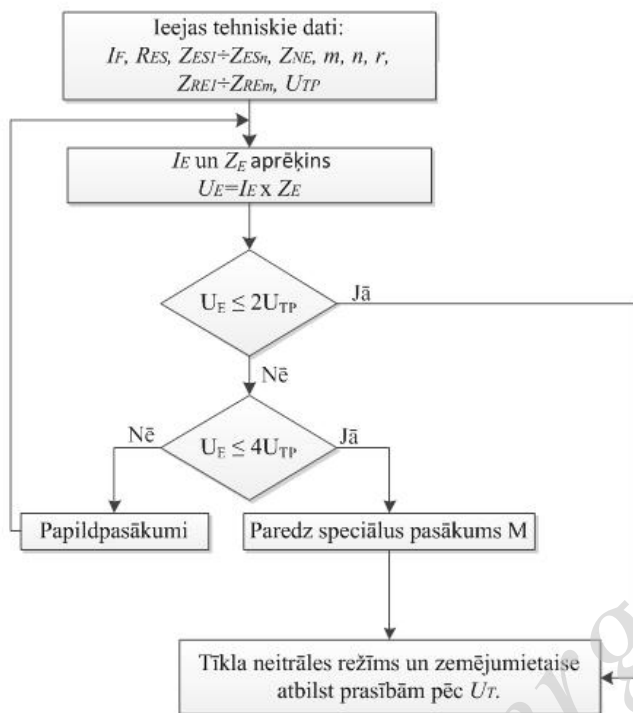 Ieejas tehniskie dati:
IF, RES, ZES1÷ZESn, ZNE, m, n, r,
ZRE1÷ZREm, UTP
IE un ZE aprēķins
UE=IE x ZE
UE ≤ 2UTP
Jā
Nē
UE ≤ 4UTP
Nē
Jā
Papildpasākumi
Paredz speciālus pasākums M
Tīkla neitrāles režīms un zemējumietaise
atbilst prasībām pēc UT.